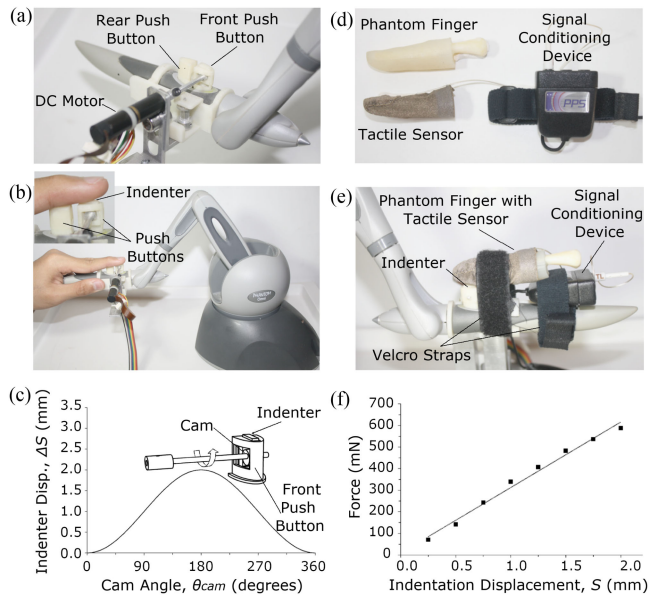 (a)
Rear Push
Button
Front Push
Button
DC Motor
(b)
Indenter
Push
Buttons
(c)
Indenter Disp., ΔS (mm)
3.5
3.0
2.5
2.0
1.5
1.0
0.5
0.0
0
90
180
270
360
Cam Angle, θcam (degrees)
Cam
Indenter
Front
Push
Button
(d)
Phantom Finger
Signal
Conditioning
Device
Tactile Sensor
PPS
(e)
Phantom Finger with
Tactile Sensor
Signal
Conditioning
Device
Indenter
Velcro Straps
(f)
Force (mN)
700
600
500
400
300
200
100
0
0.0
0.5
1.0
1.5
2.0
Indentation Displacement, S (mm)